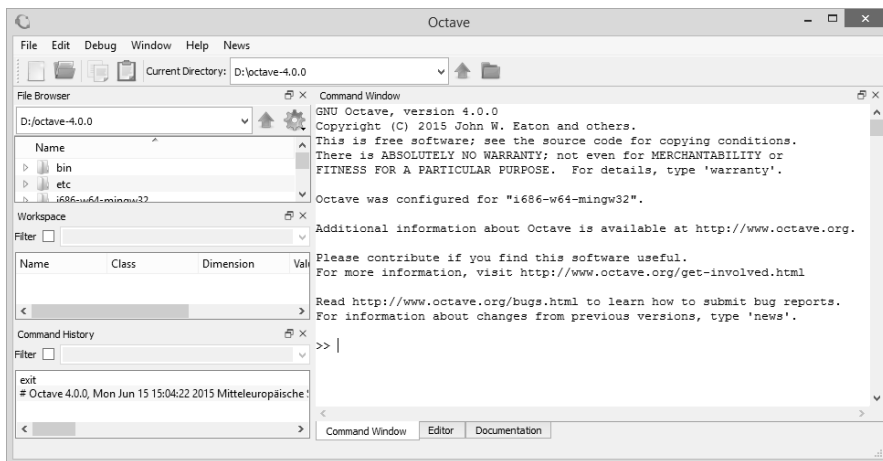 Octave
File Edit Debug Window Help News
Current Directory: D:\octave-4.0.0
File Browser
D:/octave-4.0.0
Name
bin
etc
i686-w64-mingw32
Workspace
Filter
Name Class Dimension
Command History
Filter
exit
# Octave 4.0.0, Mon Jun 15 15:04:22 2015 Mitteleuropäische
Command Window
GNU Octave, version 4.0.0
Copyright (C) 2015 John W. Eaton and others.
This is free software; see the source code for copying conditions.
There is ABSOLUTELY NO WARRANTY; not even for MERCHANTABILITY or
FITNESS FOR A PARTICULAR PURPOSE. For details, type 'warranty'.
Octave was configured for "i686-w64-mingw32".
Additional information about Octave is available at http://www.octave.org.
Please contribute if you find this software useful.
For more information, visit http://www.octave.org/get-involved.html
Read http://www.octave.org/bugs.html to learn how to submit bug reports.
For information about changes from previous versions, type 'news'.
>>
Command Window Editor Documentation